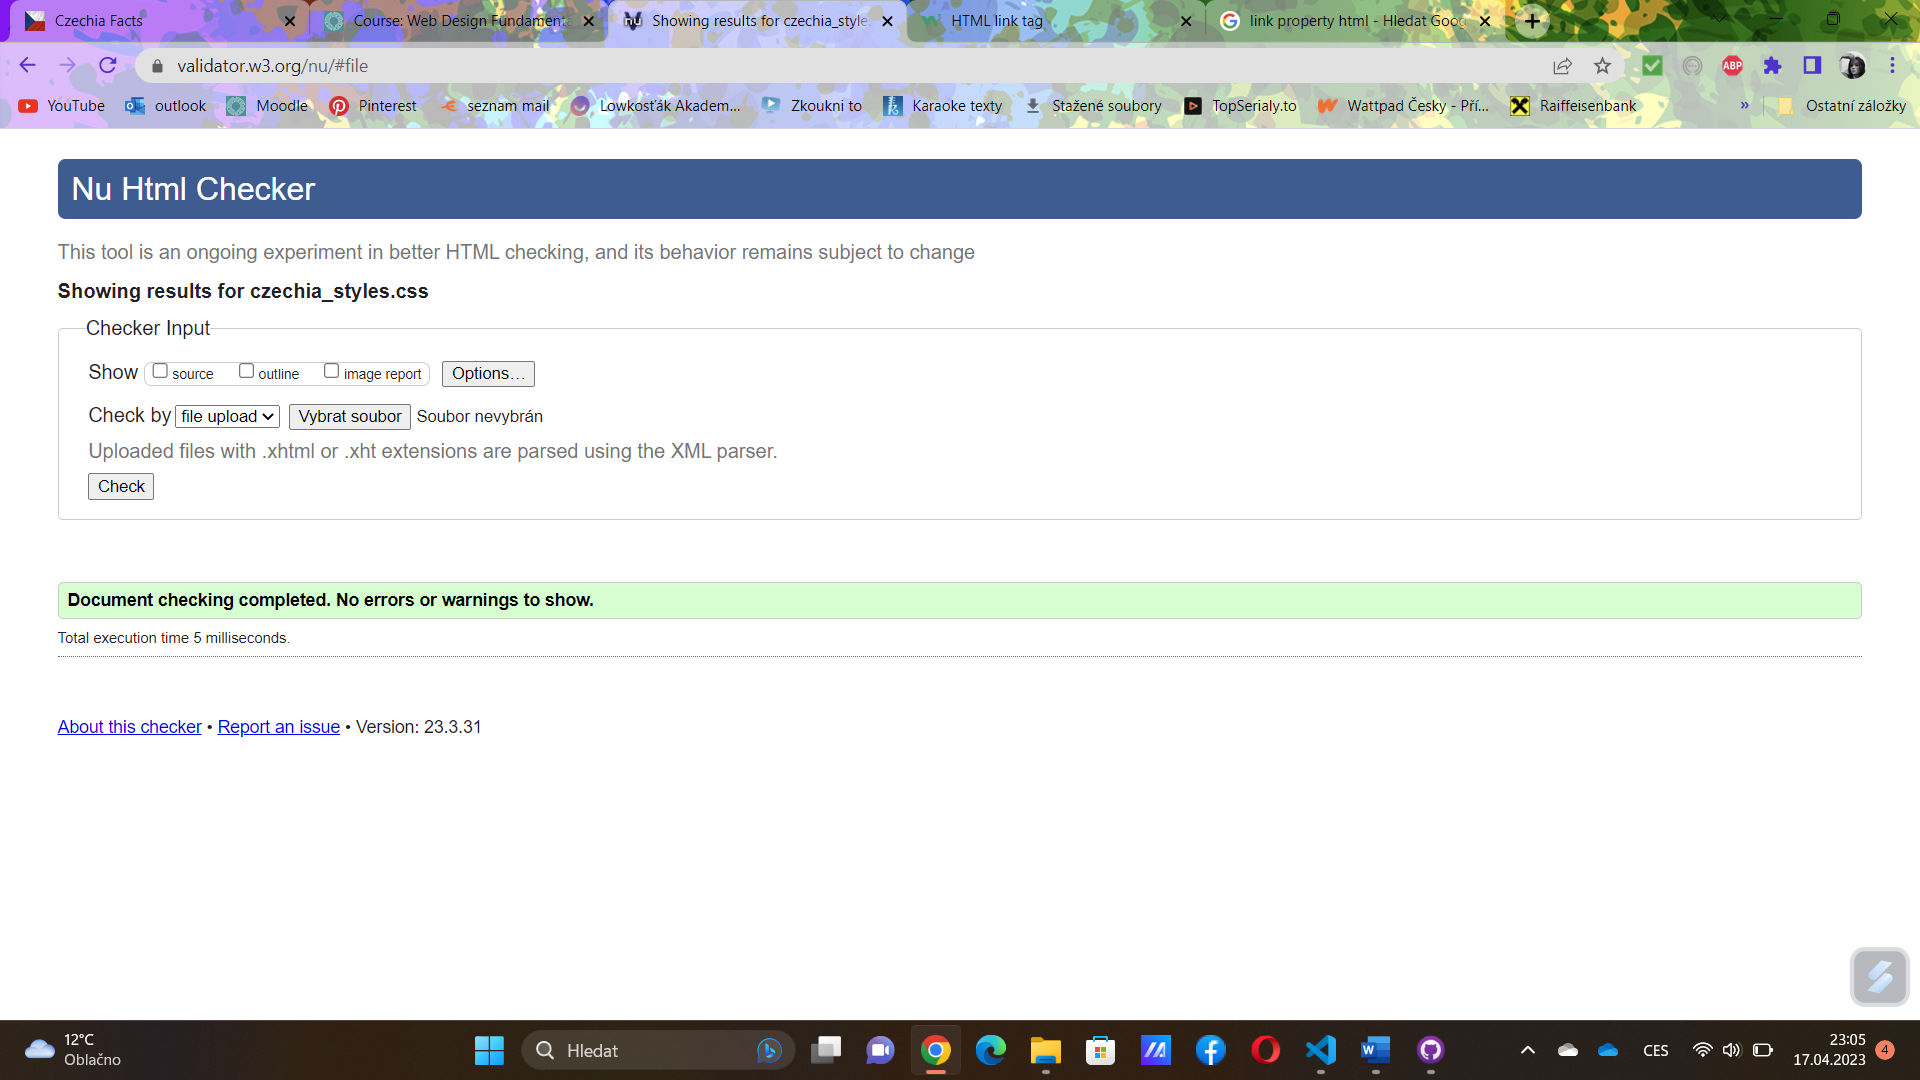 Czechia Facts
Course: Web Design Fundament
Showing results for czechia_style
HTML link tag
link property html - Hledat Goog
validator.w3.org/nu/#file
ABP
YouTube
outlook
Moodle
Pinterest
seznam mail
Lowkosťák Akadem...
Zkoukni to
Karaoke texty
Stažené soubory
TopSerialy.to
Wattpad Česky - Pří...
Raiffeisenbank
»
Ostatní záložky
Nu Html Checker
This tool is an ongoing experiment in better HTML checking, and its behavior remains subject to change
Showing results for czechia_styles.css
Checker Input
Show source outline image report Options...
Check by file upload Vybrat soubor Soubor nevybrán
Uploaded files with .xhtml or .xht extensions are parsed using the XML parser.
Check
Document checking completed. No errors or warnings to show.
Total execution time 5 milliseconds.
About this checker • Report an issue • Version: 23.3.31
12°C
Oblačno
Hledat
CES
23:05
17.04.2023
4